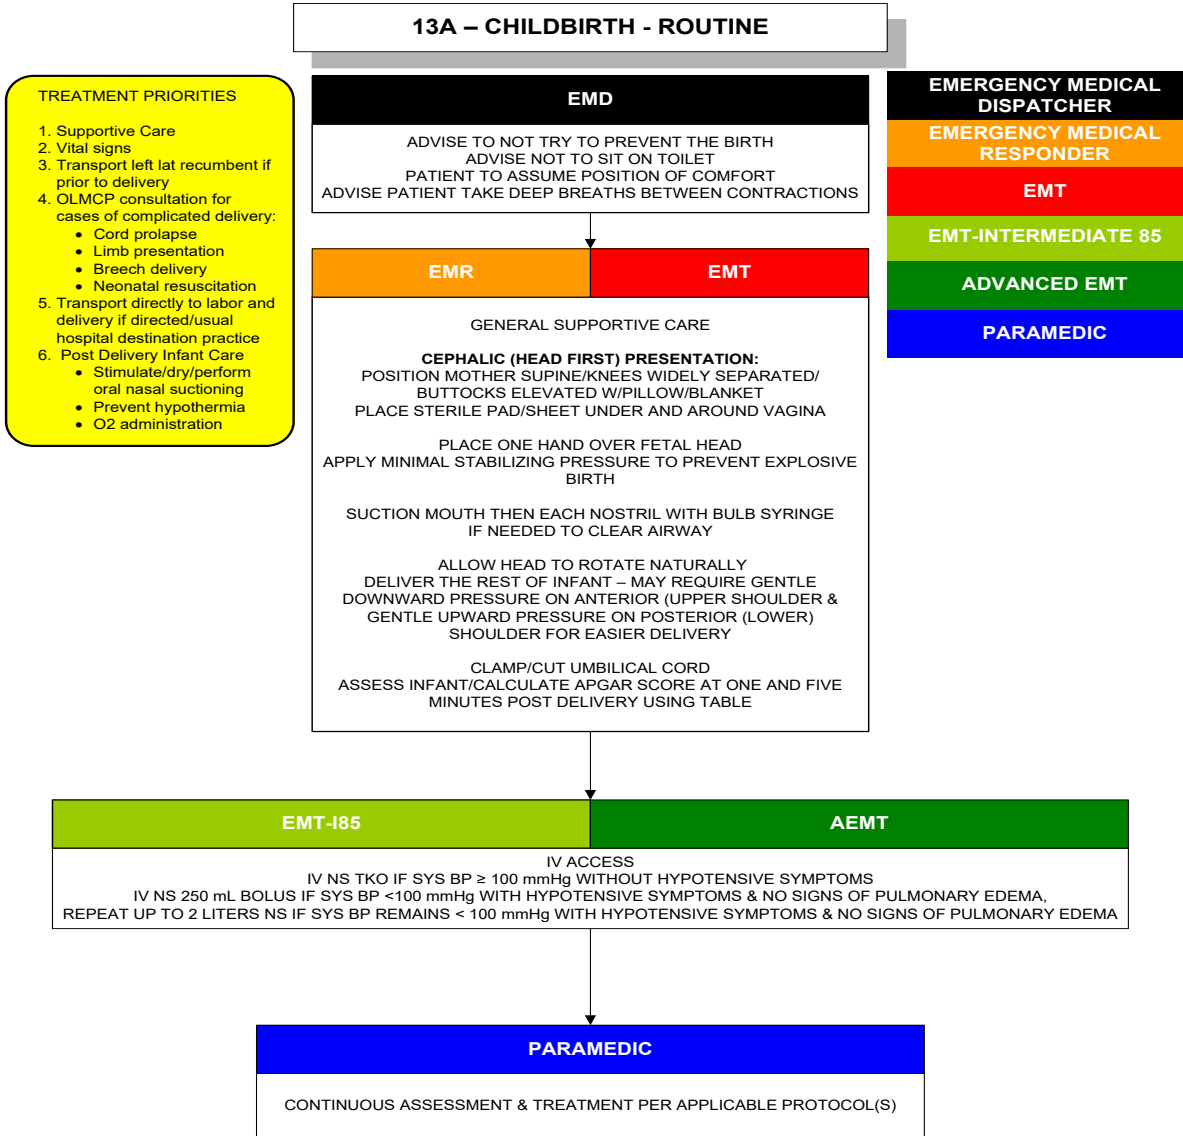 13A – CHILDBIRTH - ROUTINE
TREATMENT PRIORITIES
1. Supportive Care
2. Vital signs
3. Transport left lat recumbent if
prior to delivery
4. OLMCP consultation for
cases of complicated delivery:
• Cord prolapse
• Limb presentation
• Breech delivery
• Neonatal resuscitation
5. Transport directly to labor and
delivery if directed/usual
hospital destination practice
6. Post Delivery Infant Care
• Stimulate/dry/perform
oral nasal suctioning
• Prevent hypothermia
• O2 administration
EMD
ADVISE TO NOT TRY TO PREVENT THE BIRTH
ADVISE NOT TO SIT ON TOILET
PATIENT TO ASSUME POSITION OF COMFORT
ADVISE PATIENT TAKE DEEP BREATHS BETWEEN CONTRACTIONS
EMERGENCY MEDICAL
DISPATCHER
EMERGENCY MEDICAL
RESPONDER
EMT
EMT-INTERMEDIATE 85
ADVANCED EMT
PARAMEDIC
EMR
EMT
GENERAL SUPPORTIVE CARE
CEPHALIC (HEAD FIRST) PRESENTATION:
POSITION MOTHER SUPINE/KNEES WIDELY SEPARATED/
BUTTOCKS ELEVATED W/PILLOW/BLANKET
PLACE STERILE PAD/SHEET UNDER AND AROUND VAGINA
PLACE ONE HAND OVER FETAL HEAD
APPLY MINIMAL STABILIZING PRESSURE TO PREVENT EXPLOSIVE
BIRTH
SUCTION MOUTH THEN EACH NOSTRIL WITH BULB SYRINGE
IF NEEDED TO CLEAR AIRWAY
ALLOW HEAD TO ROTATE NATURALLY
DELIVER THE REST OF INFANT – MAY REQUIRE GENTLE
DOWNWARD PRESSURE ON ANTERIOR (UPPER SHOULDER &
GENTLE UPWARD PRESSURE ON POSTERIOR (LOWER)
SHOULDER FOR EASIER DELIVERY
CLAMP/CUT UMBILICAL CORD
ASSESS INFANT/CALCULATE APGAR SCORE AT ONE AND FIVE
MINUTES POST DELIVERY USING TABLE
EMT-I85
AEMT
IV ACCESS
IV NS TKO IF SYS BP ≥ 100 mmHg WITHOUT HYPOTENSIVE SYMPTOMS
IV NS 250 mL BOLUS IF SYS BP <100 mmHg WITH HYPOTENSIVE SYMPTOMS & NO SIGNS OF PULMONARY EDEMA,
REPEAT UP TO 2 LITERS NS IF SYS BP REMAINS < 100 mmHg WITH HYPOTENSIVE SYMPTOMS & NO SIGNS OF PULMONARY EDEMA
PARAMEDIC
CONTINUOUS ASSESSMENT & TREATMENT PER APPLICABLE PROTOCOL(S)